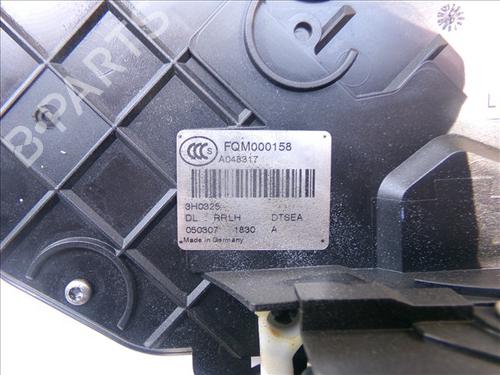 B-PARTS
CCC S
FQM000158
A048317
3H0325
DL RRLH DTSEA
050307 1830 A
Made in Germany
L